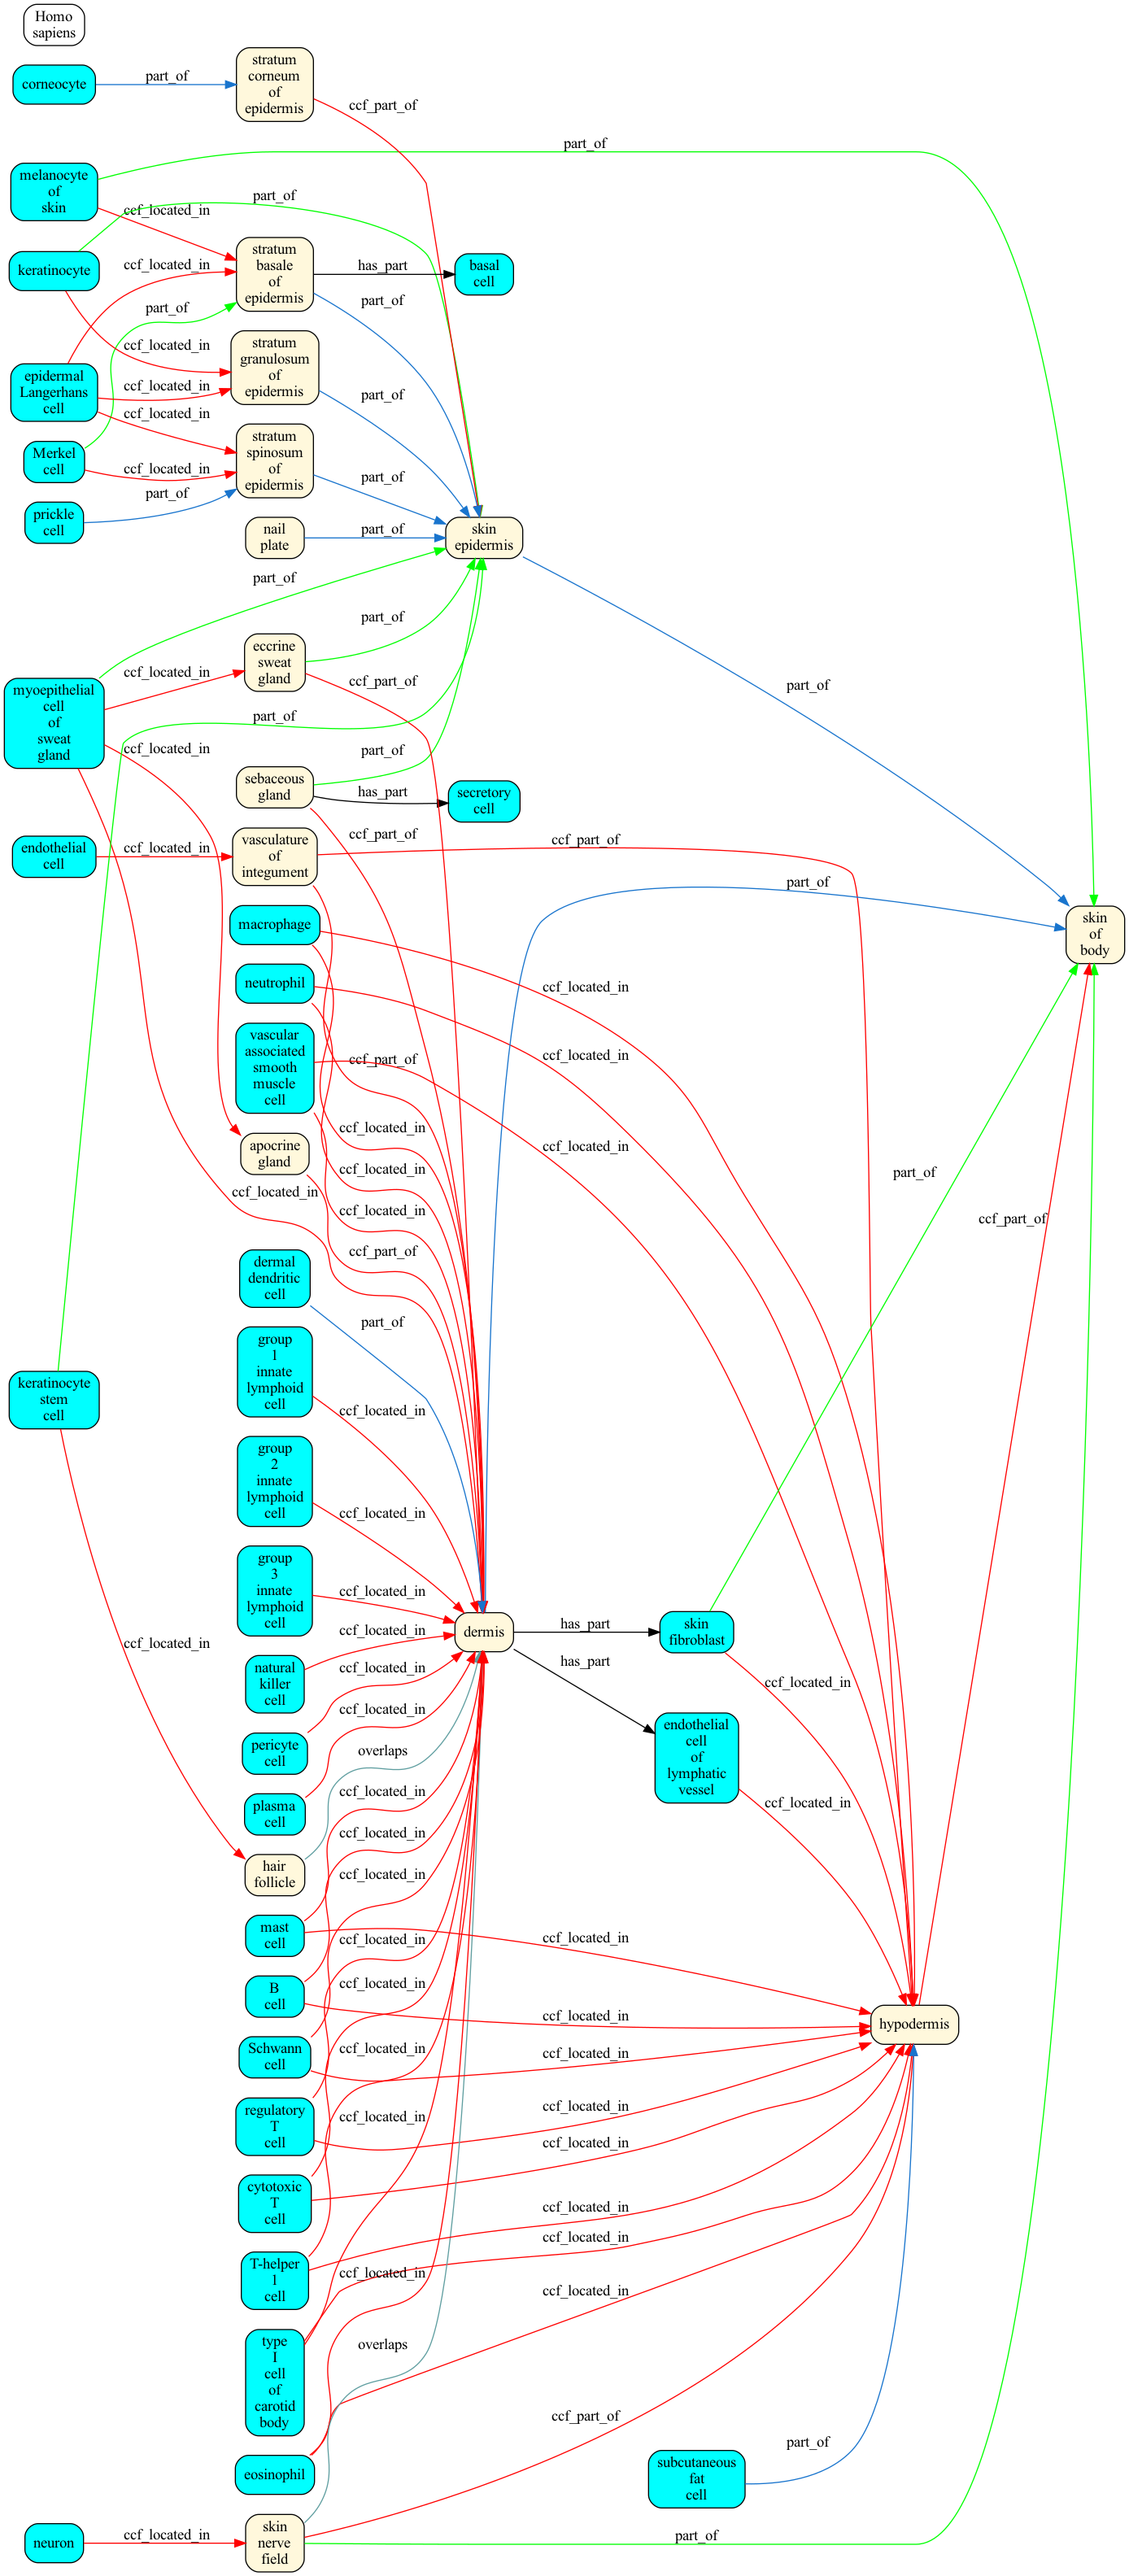 Homo
sapiens
corneocyte
part_of
stratum
corneum
of
epidermis
ccf_part_of
part_of
melanocyte
of
skin
part_of
ccf_located_in
keratinocyte
stratum
basale
of
epidermis
has_part
basal
cell
ccf_located_in
part_of
part_of
ccf_located_in
stratum
granulosum
of
epidermis
epidermal
Langerhans
cell
ccf_located_in
part_of
ccf_located_in
stratum
spinosum
of
epidermis
Merkel
cell
ccf_located_in
part_of
part_of
prickle
cell
nail
plate
part_of
skin
epidermis
part_of
eccrine
sweat
gland
part_of
ccf_located_in
ccf_part_of
part_of
myoepithelial
cell
of
sweat
gland
part_of
ccf_located_in
part_of
sebaceous
gland
has_part
secretory
cell
ccf_part_of
ccf_part_of
endothelial
cell
ccf_located_in
vasculature
of
integument
part_of
macrophage
skin
of
body
neutrophil
ccf_located_in
vascular
associated
smooth
muscle
cell
ccf_part_of
ccf_located_in
ccf_located_in
ccf_located_in
apocrine
gland
ccf_located_in
part_of
ccf_located_in
ccf_located_in
ccf_part_of
ccf_part_of
dermal
dendritic
cell
part_of
group
1
innate
lymphoid
cell
keratinocyte
stem
cell
ccf_located_in
group
2
innate
lymphoid
cell
ccf_located_in
group
3
innate
lymphoid
cell
ccf_located_in
ccf_located_in
dermis
has_part
skin
fibroblast
ccf_located_in
natural
killer
cell
ccf_located_in
has_part
ccf_located_in
ccf_located_in
pericyte
cell
overlaps
endothelial
cell
of
lymphatic
vessel
plasma
cell
ccf_located_in
ccf_located_in
ccf_located_in
hair
follicle
ccf_located_in
mast
cell
ccf_located_in
ccf_located_in
B
cell
ccf_located_in
ccf_located_in
hypodermis
Schwann
cell
ccf_located_in
ccf_located_in
regulatory
T
cell
ccf_located_in
ccf_located_in
ccf_located_in
cytotoxic
T
cell
ccf_located_in
ccf_located_in
T-helper
1
cell
ccf_located_in
ccf_located_in
type
I
cell
of
carotid
body
overlaps
ccf_part_of
part_of
eosinophil
subcutaneous
fat
cell
neuron
ccf_located_in
skin
nerve
field
part_of